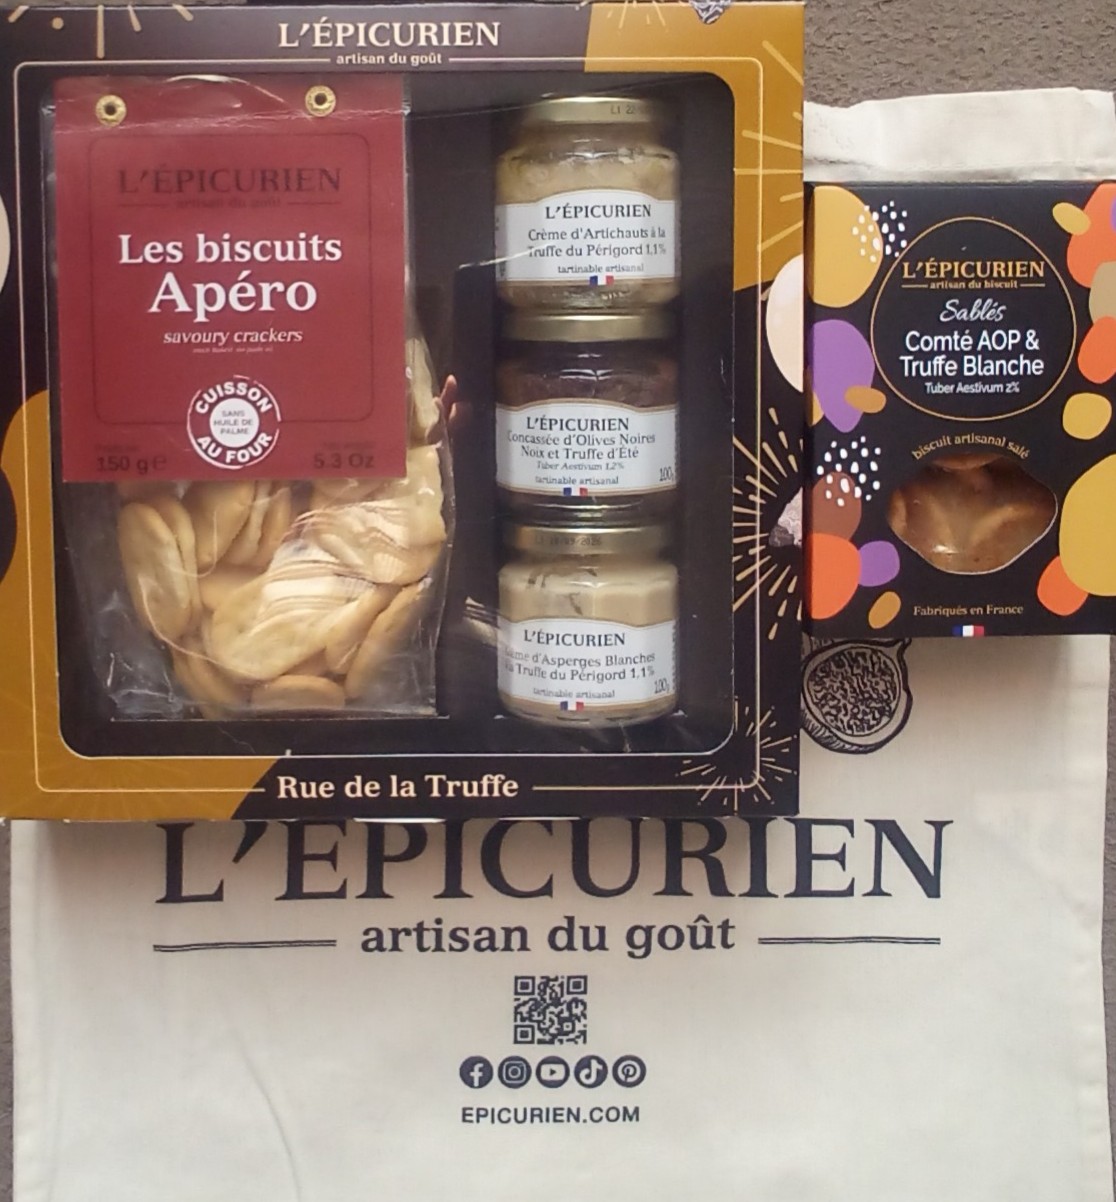 L'ÉPICURIEN
artisan du goût
L'ÉPICURIEN
artisan du goût
Les biscuits
Apéro
savoury crackers
CUISSON
SANS
HUILE DE
PALME
AU FOUR
150 g e
5.3 Oz
L'ÉPICURIEN
Crème d'Artichauts à la
Truffe du Périgord 1,1%
tartinable artisanal
L'ÉPICURIEN
Concassée d'Olives Noires
Noix et Truffe d'Été
Tuber Aestivum 1,2%
100
tartinable artisanal
L'ÉPICURIEN
d'Asperges Blanches
Truffe du Périgord 1,1%
100
tartinable artisanal
Rue de la Truffe
L'ÉPICURIEN
artisan du biscuit
Sablés
Comté AOP &
Truffe Blanche
Tuber Aestivum 2%
biscuit artisanal salé
Fabriqués en France
L'ÉPICURIEN
artisan du goût
EPICURIEN.COM